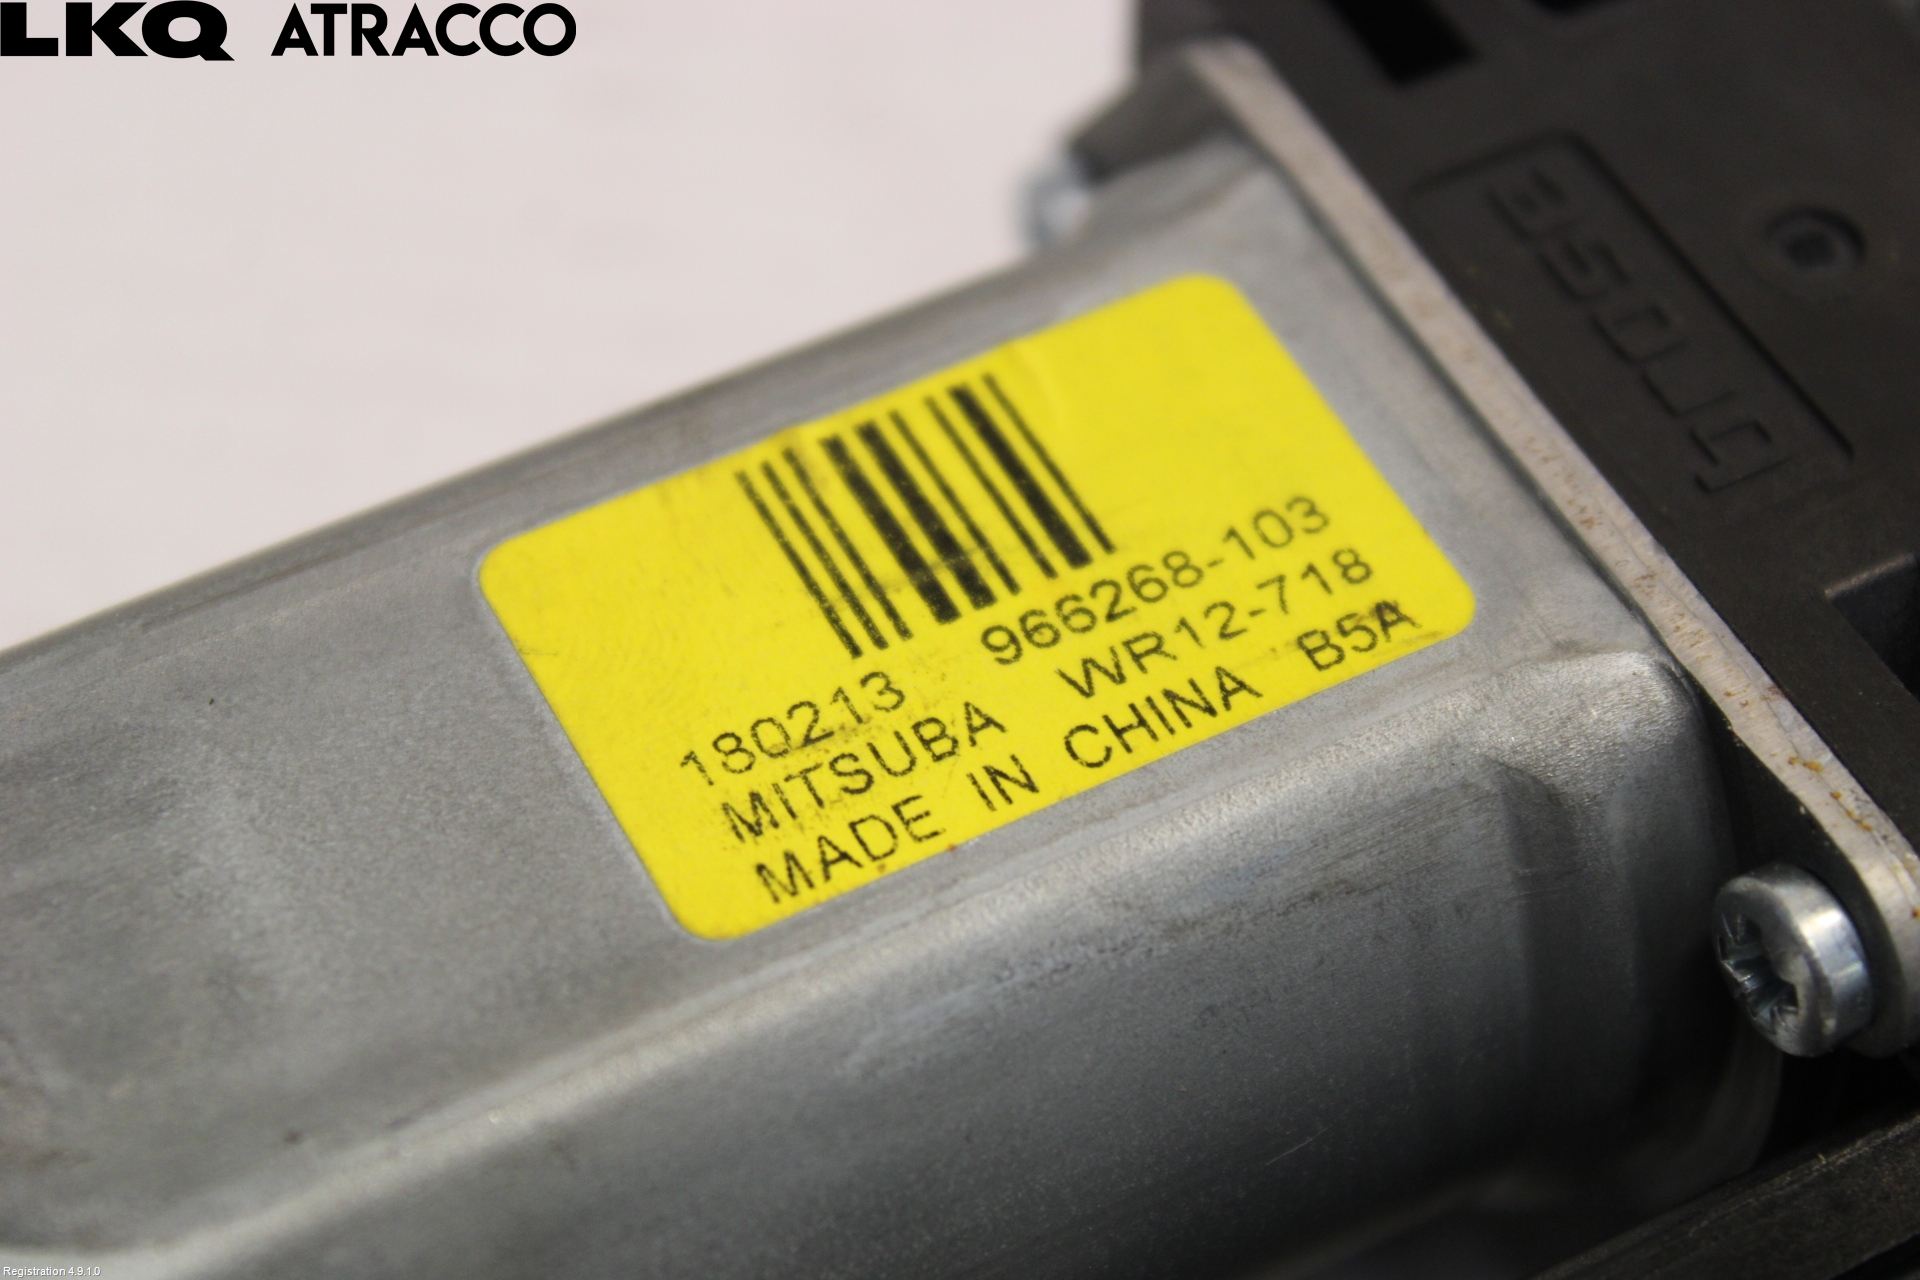 LKQ ATRACCO
180213 966268-103
MITSUBA WR12-718
MADE IN CHINA B5A
Registration 4.9.1.0